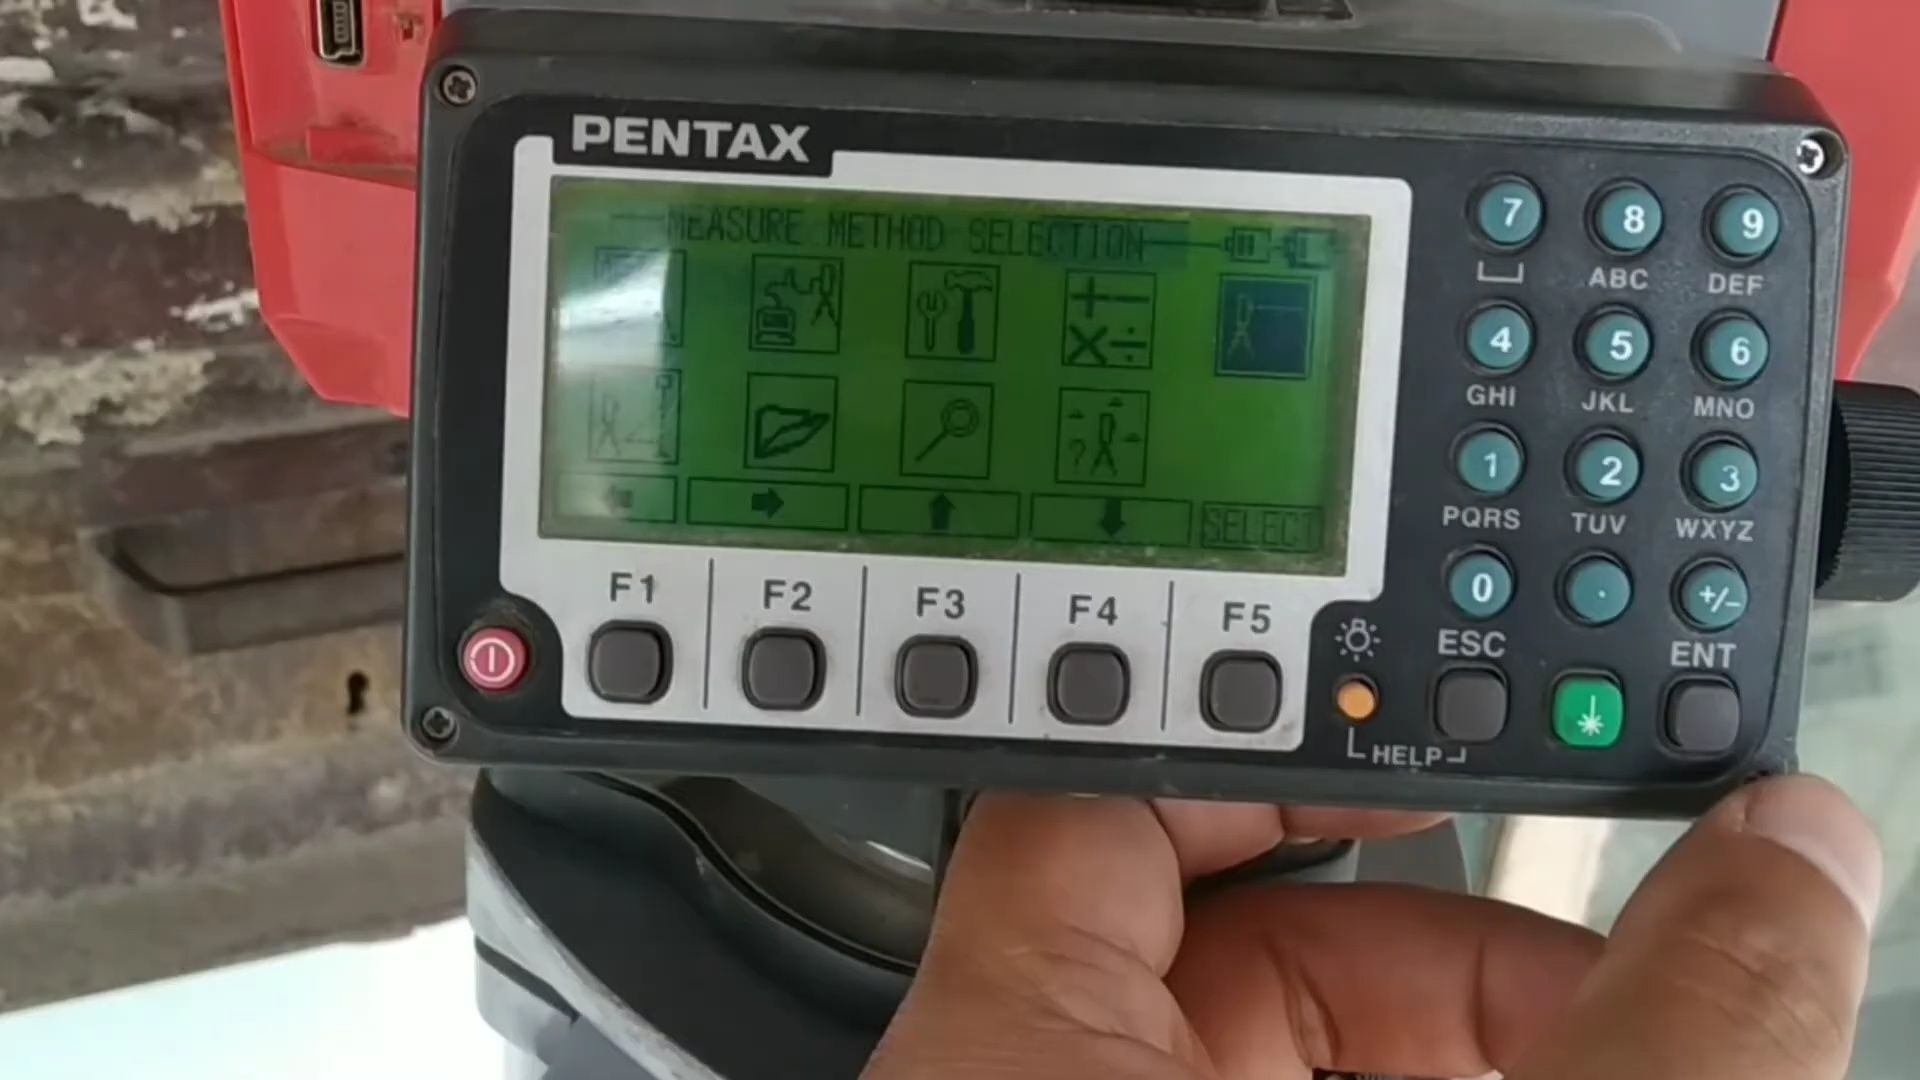 PENTAX
MEASURE METHOD SELECTION
SELECT
F1 F2 F3 F4 F5
7 8 9
ABC DEF
4 5 6
GHI JKL MNO
1 2 3
PQRS TUV WXYZ
0 . +/-
ESC ENT
HELP